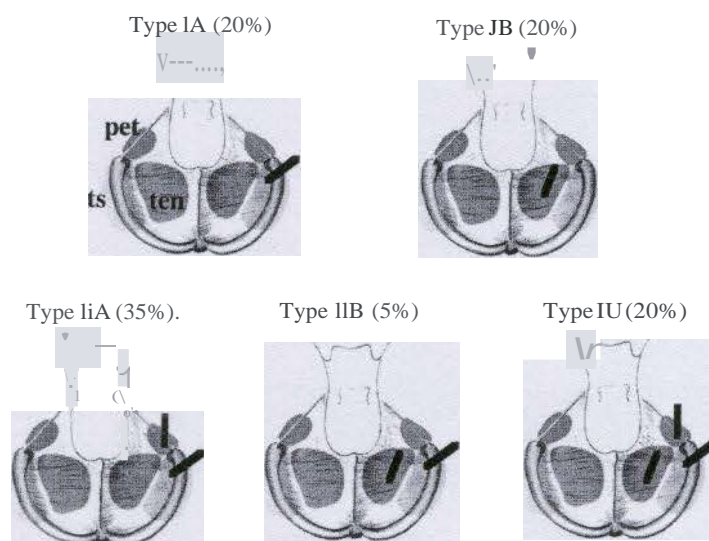 Type lA (20%)
Type JB (20%)
pet
ts
ten
Type liA (35%).
Type llB (5%)
Type IU (20%)